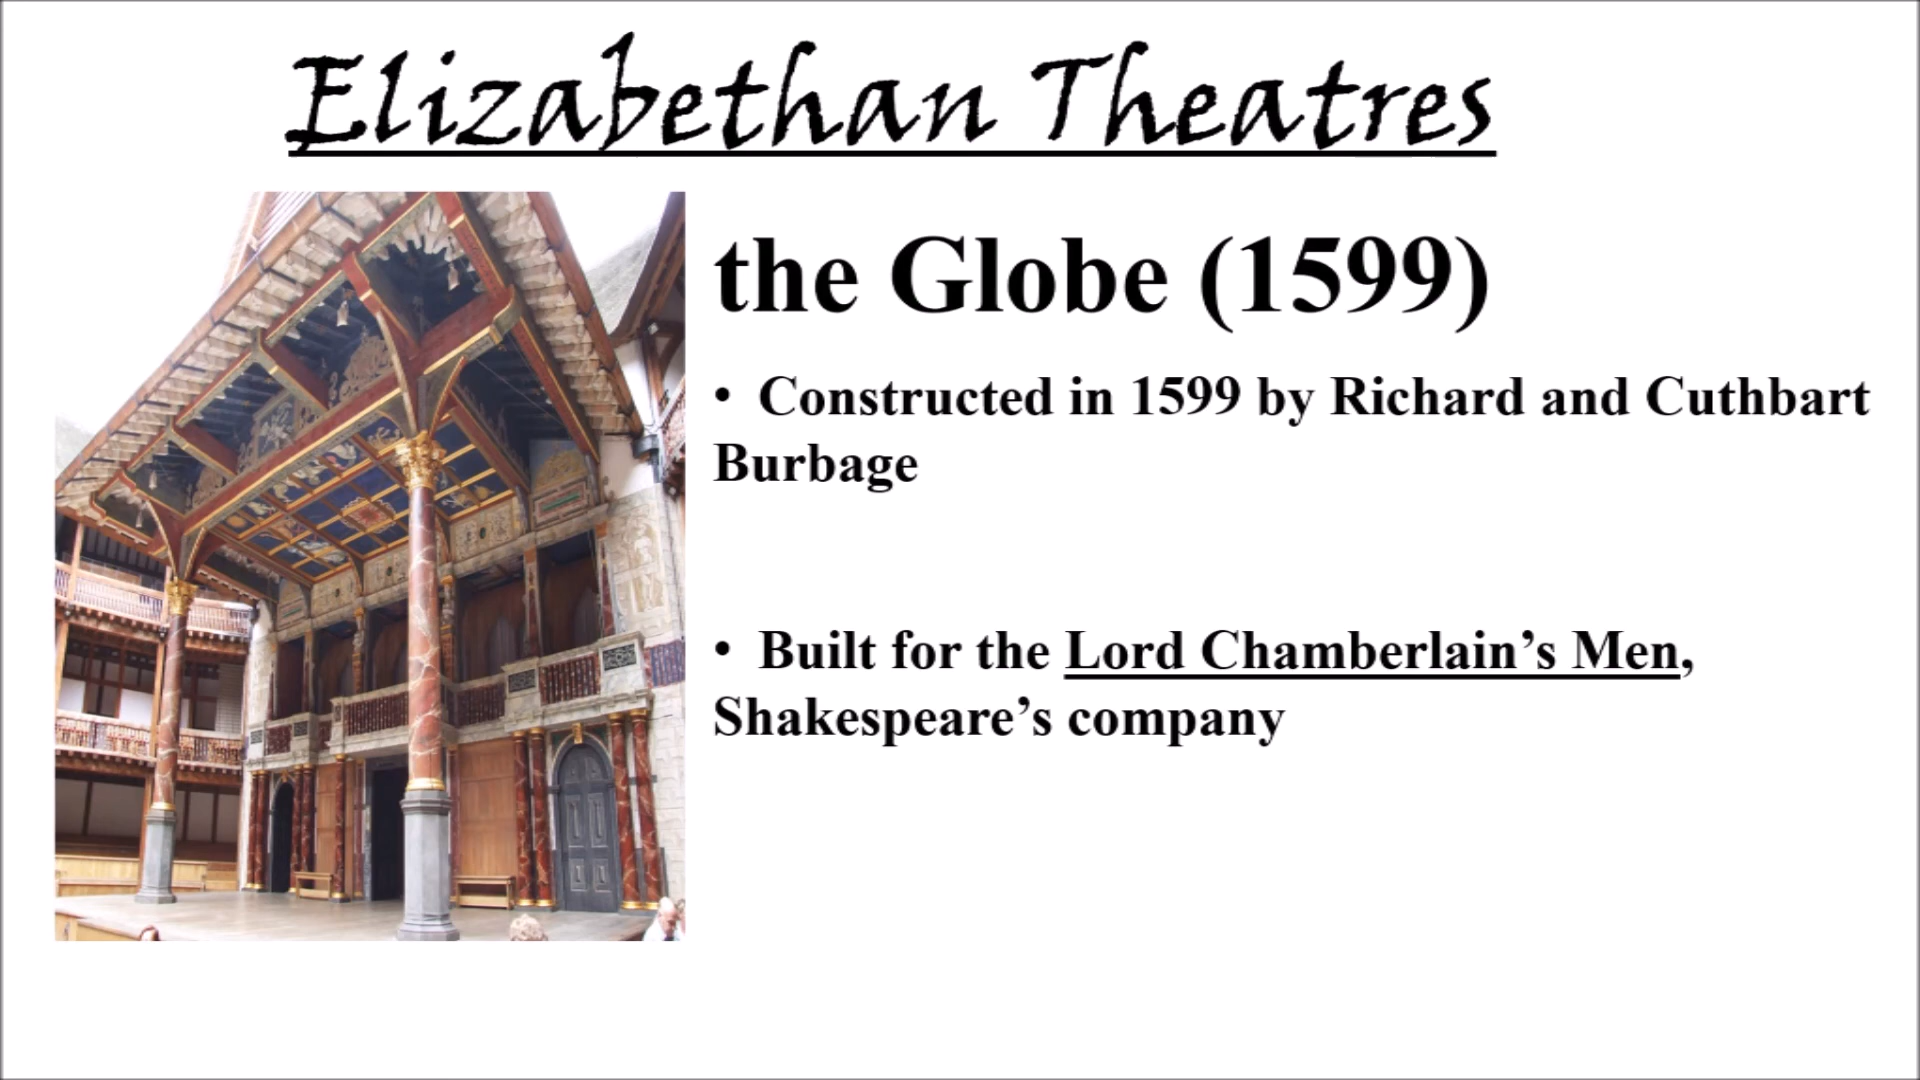 Elizabethan Theatres
the Globe (1599)
• Constructed in 1599 by Richard and Cuthbart
Burbage
• Built for the Lord Chamberlain’s Men,
Shakespeare’s company